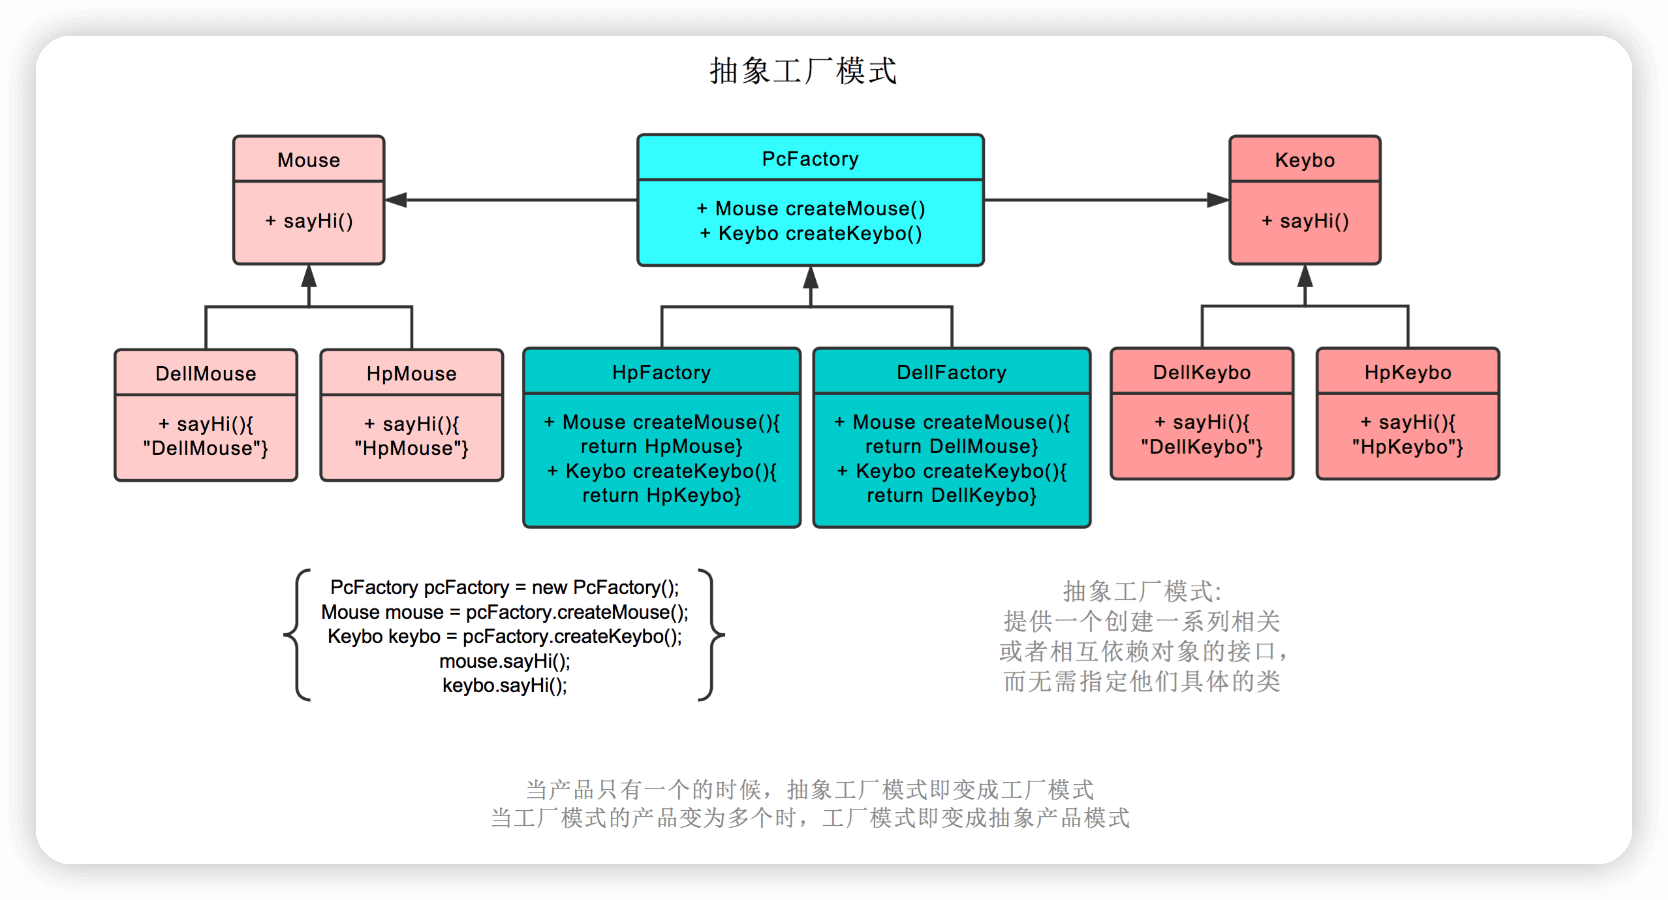 抽象工厂模式
Mouse
+ sayHi()
PcFactory
+ Mouse createMouse()
+ Keybo createKeybo()
Keybo
+ sayHi()
DellMouse
+ sayHi(){
"DellMouse"}
HpMouse
+ sayHi(){
"HpMouse"}
HpFactory
+ Mouse createMouse(){
return HpMouse}
+ Keybo createKeybo(){
return HpKeybo}
DellFactory
+ Mouse createMouse(){
return DellMouse}
+ Keybo createKeybo(){
return DellKeybo}
DellKeybo
+ sayHi(){
"DellKeybo"}
HpKeybo
+ sayHi(){
"HpKeybo"}
PcFactory pcFactory = new PcFactory();
Mouse mouse = pcFactory.createMouse();
Keybo keybo = pcFactory.createKeybo();
mouse.sayHi();
keybo.sayHi();
抽象工厂模式:
提供一个创建一系列相关
或者相互依赖对象的接口，
而无需指定他们具体的类
当产品只有一个的时候，抽象工厂模式即变成工厂模式
当工厂模式的产品变为多个时，工厂模式即变成抽象产品模式